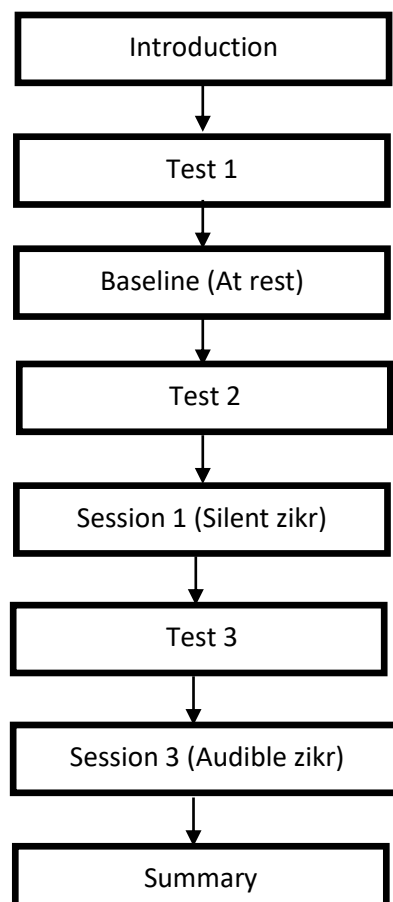 Introduction
Test 1
Baseline (At rest)
Test 2
Session 1 (Silent zikr)
Test 3
Session 3 (Audible zikr)
Summary